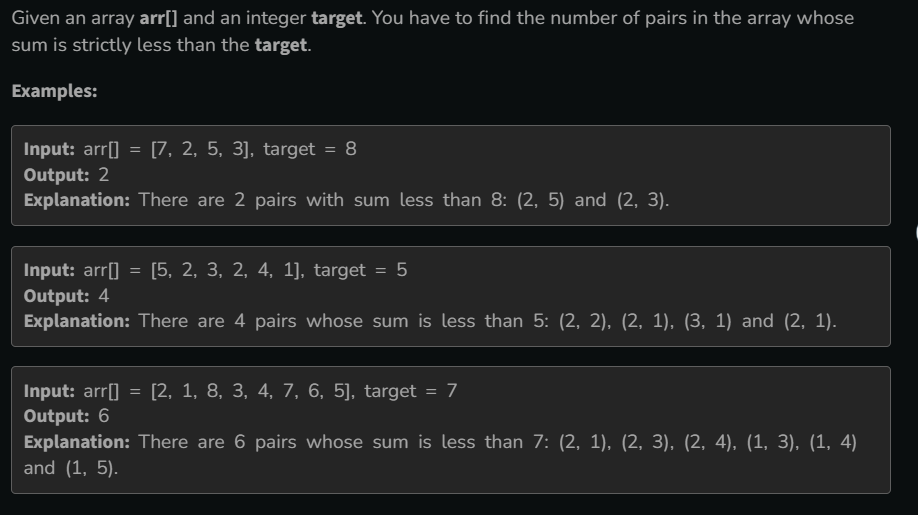 Given an array arr[] and an integer target. You have to find the number of pairs in the array whose
sum is strictly less than the target.
Examples:
Input: arr[] = [7, 2, 5, 3], target = 8
Output: 2
Explanation: There are 2 pairs with sum less than 8: (2, 5) and (2, 3).
Input: arr[] = [5, 2, 3, 2, 4, 1], target = 5
Output: 4
Explanation: There are 4 pairs whose sum is less than 5: (2, 2), (2, 1), (3, 1) and (2, 1).
Input: arr[] = [2, 1, 8, 3, 4, 7, 6, 5], target = 7
Output: 6
Explanation: There are 6 pairs whose sum is less than 7: (2, 1), (2, 3), (2, 4), (1, 3), (1, 4)
and (1, 5).